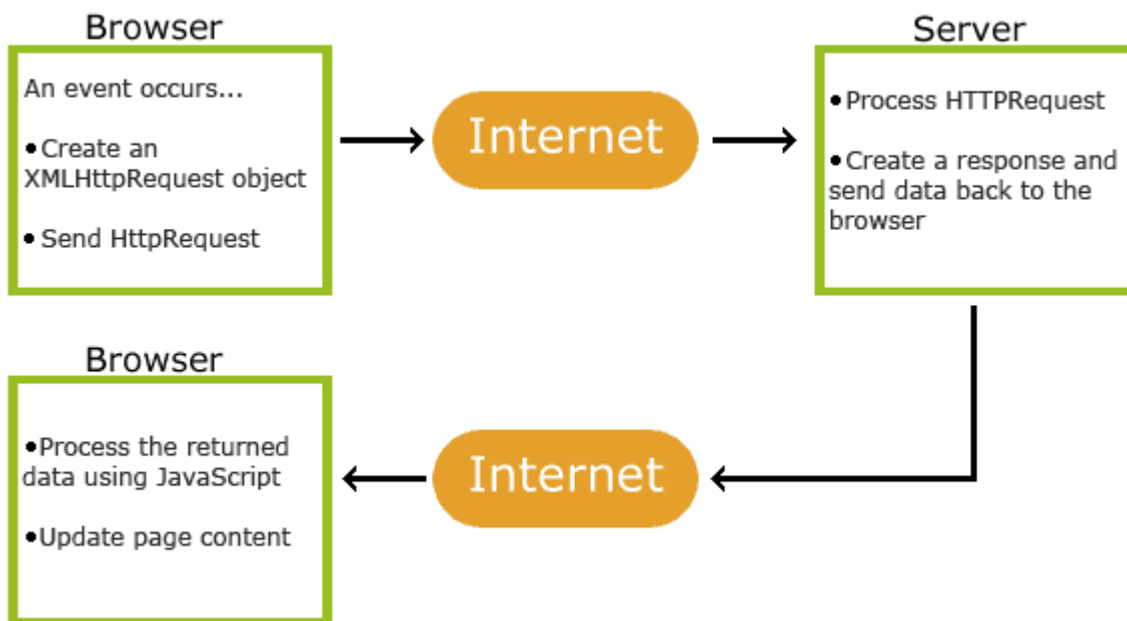 Browser
An event occurs...
•Create an
XMLHttpRequest object
• Send HttpRequest
Internet
Server
•Process HTTPRequest
•Create a response and
send data back to the
browser
Browser
•Process the returned
data using JavaScript
•Update page content
Internet